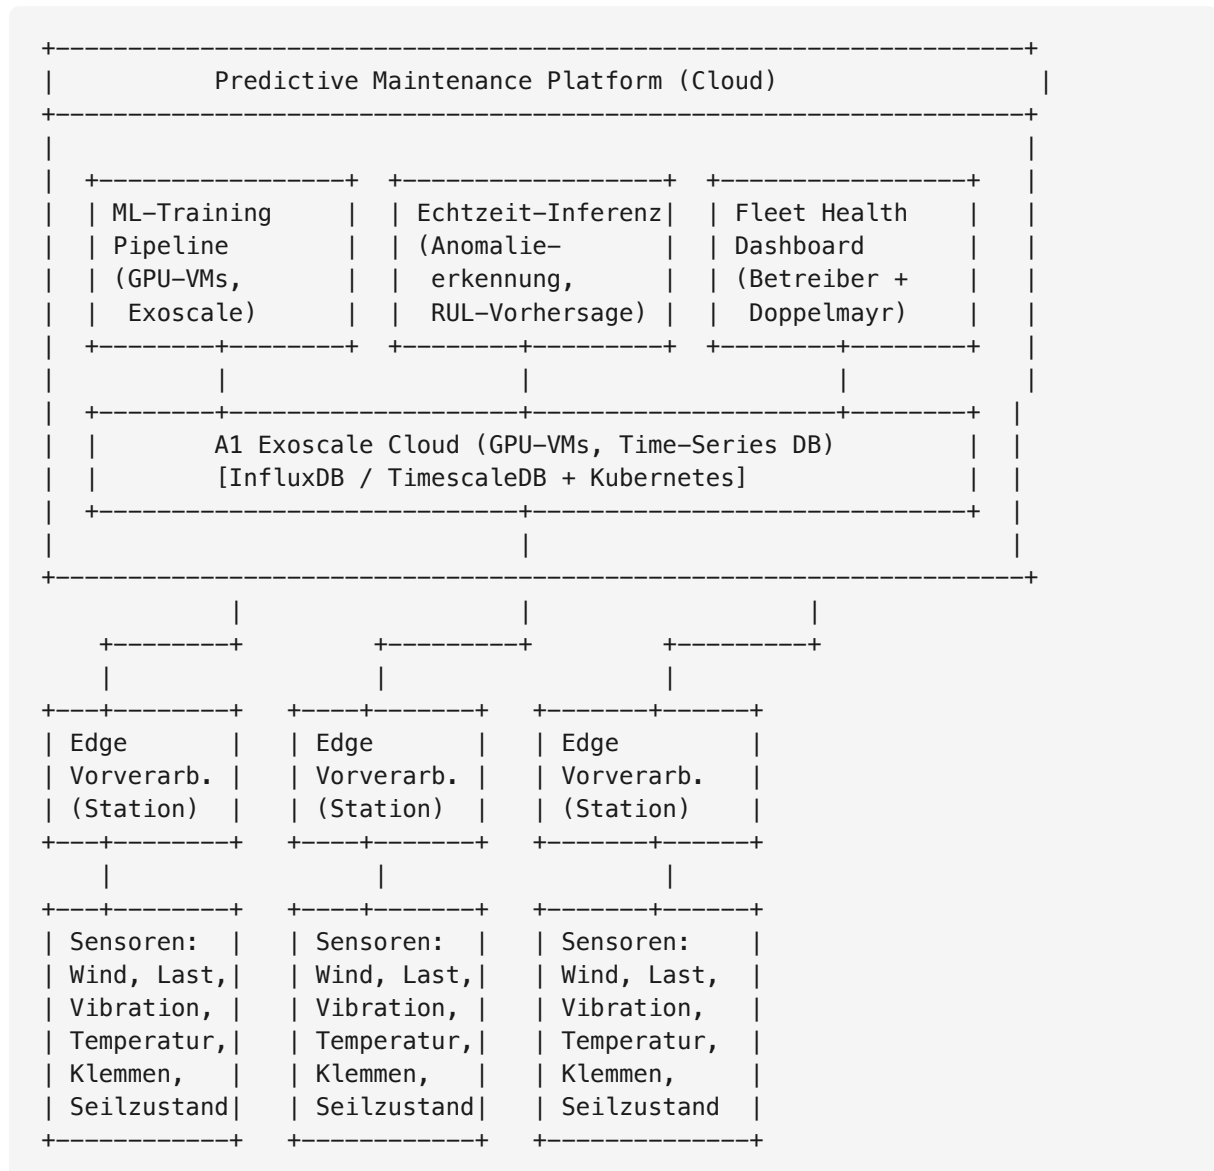 +-------------------------------------------------------------------+
|           Predictive Maintenance Platform (Cloud)                  |
+-------------------------------------------------------------------+
|                                                                   |
|  +-----------------+  +------------------+  +-----------------+   |
|  | ML-Training     |  | Echtzeit-Inferenz|  | Fleet Health    |   |
|  | Pipeline        |  | (Anomalie-       |  | Dashboard       |   |
|  | (GPU-VMs,       |  |  erkennung,      |  | (Betreiber +    |   |
|  |  Exoscale)      |  |  RUL-Vorhersage) |  |  Doppelmayr)    |   |
|  +--------+--------+  +--------+---------+  +--------+--------+   |
|           |                    |                     |            |
|  +--------+--------------------+---------------------+--------+  |
|  |        A1 Exoscale Cloud (GPU-VMs, Time-Series DB)         |  |
|  |        [InfluxDB / TimescaleDB + Kubernetes]               |  |
|  +-----------------------------+------------------------------+  |
|                                |                                 |
+-------------------------------------------------------------------+
             |                   |                   |
    +--------+         +---------+         +---------+
    |                  |                   |
+---+--------+   +----+-------+   +-------+------+
| Edge       |   | Edge       |   | Edge         |
| Vorverarb. |   | Vorverarb. |   | Vorverarb.   |
| (Station)  |   | (Station)  |   | (Station)    |
+---+--------+   +----+-------+   +-------+------+
    |                  |                   |
+---+--------+   +----+-------+   +-------+------+
| Sensoren:  |   | Sensoren:  |   | Sensoren:    |
| Wind, Last,|   | Wind, Last,|   | Wind, Last,  |
| Vibration, |   | Vibration, |   | Vibration,   |
| Temperatur,|   | Temperatur,|   | Temperatur,  |
| Klemmen,   |   | Klemmen,   |   | Klemmen,     |
| Seilzustand|   | Seilzustand|   | Seilzustand  |
+------------+   +------------+   +--------------+